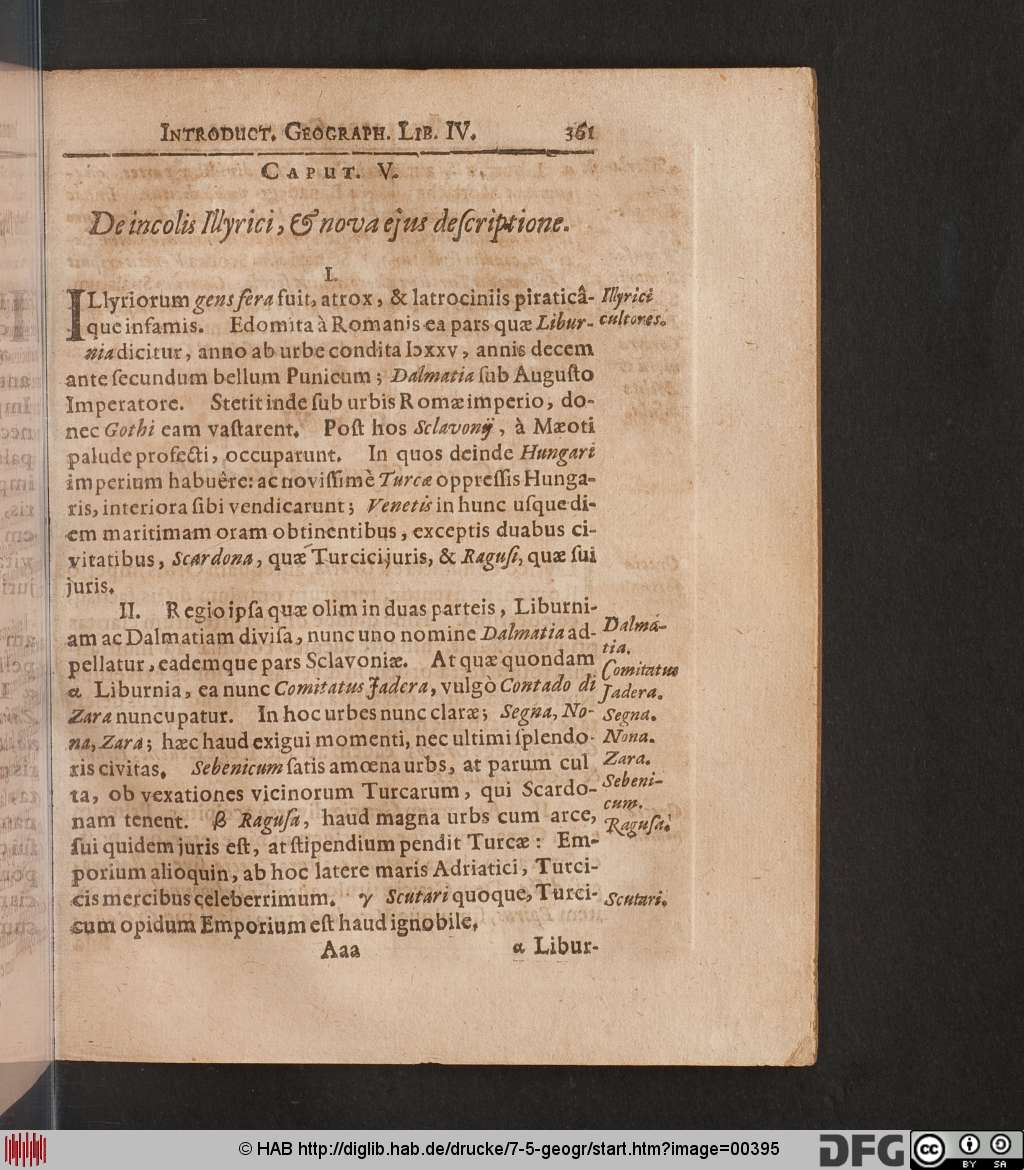 INTRODUCT. GEOGRAPH. LIB. IV. 361
CAPUT. V.
De incolis Illyrici, & nova ejus deſcriptione.
I.
ILlyriorum gens fera fuit, atrox, & latrociniis piraticâ-
que infamis. Edomita à Romanis ea pars quæ Libur-
nia dicitur, anno ab urbe condita IↃxxv, annis decem
ante ſecundum bellum Punicum; Dalmatia ſub Auguſto
Imperatore. Stetit inde ſub urbis Romæ imperio, do-
nec Gothi eam vaſtarent. Poſt hos Sclavonij, à Mæoti
palude profecti, occuparunt. In quos deinde Hungari
imperium habuêre: ac noviſſimè Turcæ oppreſſis Hunga-
ris, interiora ſibi vendicarunt; Venetis in hunc uſque di-
em maritimam oram obtinentibus, exceptis duabus ci-
vitatibus, Scardona, quæ Turcici juris, & Raguſi, quæ ſui
juris.
Illyrici
cultores.
II. Regio ipſa quæ olim in duas parteis, Liburni-
am ac Dalmatiam diviſa, nunc uno nomine Dalmatia ad-
pellatur, eademque pars Sclavoniæ. At quæ quondam
α Liburnia, ea nunc Comitatus Jadera, vulgò Contado di
Zara nuncupatur. In hoc urbes nunc claræ; Segna, No-
na, Zara; hæc haud exigui momenti, nec ultimi ſplendo-
ris civitas. Sebenicum ſatis amœna urbs, at parum cul
ta, ob vexationes vicinorum Turcarum, qui Scardo-
nam tenent. β Raguſa, haud magna urbs cum arce,
ſui quidem juris eſt, at ſtipendium pendit Turcæ: Em-
porium alioquin, ab hoc latere maris Adriatici, Turci-
cis mercibus celeberrimum. γ Scutari quoque, Turci-
cum opidum Emporium eſt haud ignobile.
Dalma-
tia.
Comitatus
Jadera.
Segna.
Nona.
Zara.
Sebeni-
cum.
Raguſa.
Scutari.
Aaa α Libur-
© HAB http://diglib.hab.de/drucke/7-5-geogr/start.htm?image=00395
DFG
cc
BY SA